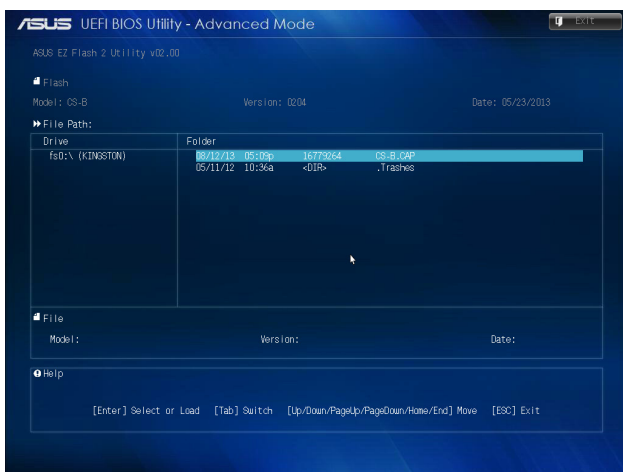 ASUS UEFI BIOS Utility - Advanced Mode
Exit
ASUS EZ Flash 2 Utility v02.00
Flash
Model: CS-B Version: 0204 Date: 05/23/2013
File Path:
Drive Folder
fs0:\ (KINGSTON) 08/12/13 05:09p 16779264 CS-B.CAP
05/11/12 10:36a <DIR> .Trashes
File
Model: Version: Date:
Help
[Enter] Select or Load [Tab] Switch [Up/Down/PageUp/PageDown/Home/End] Move [ESC] Exit